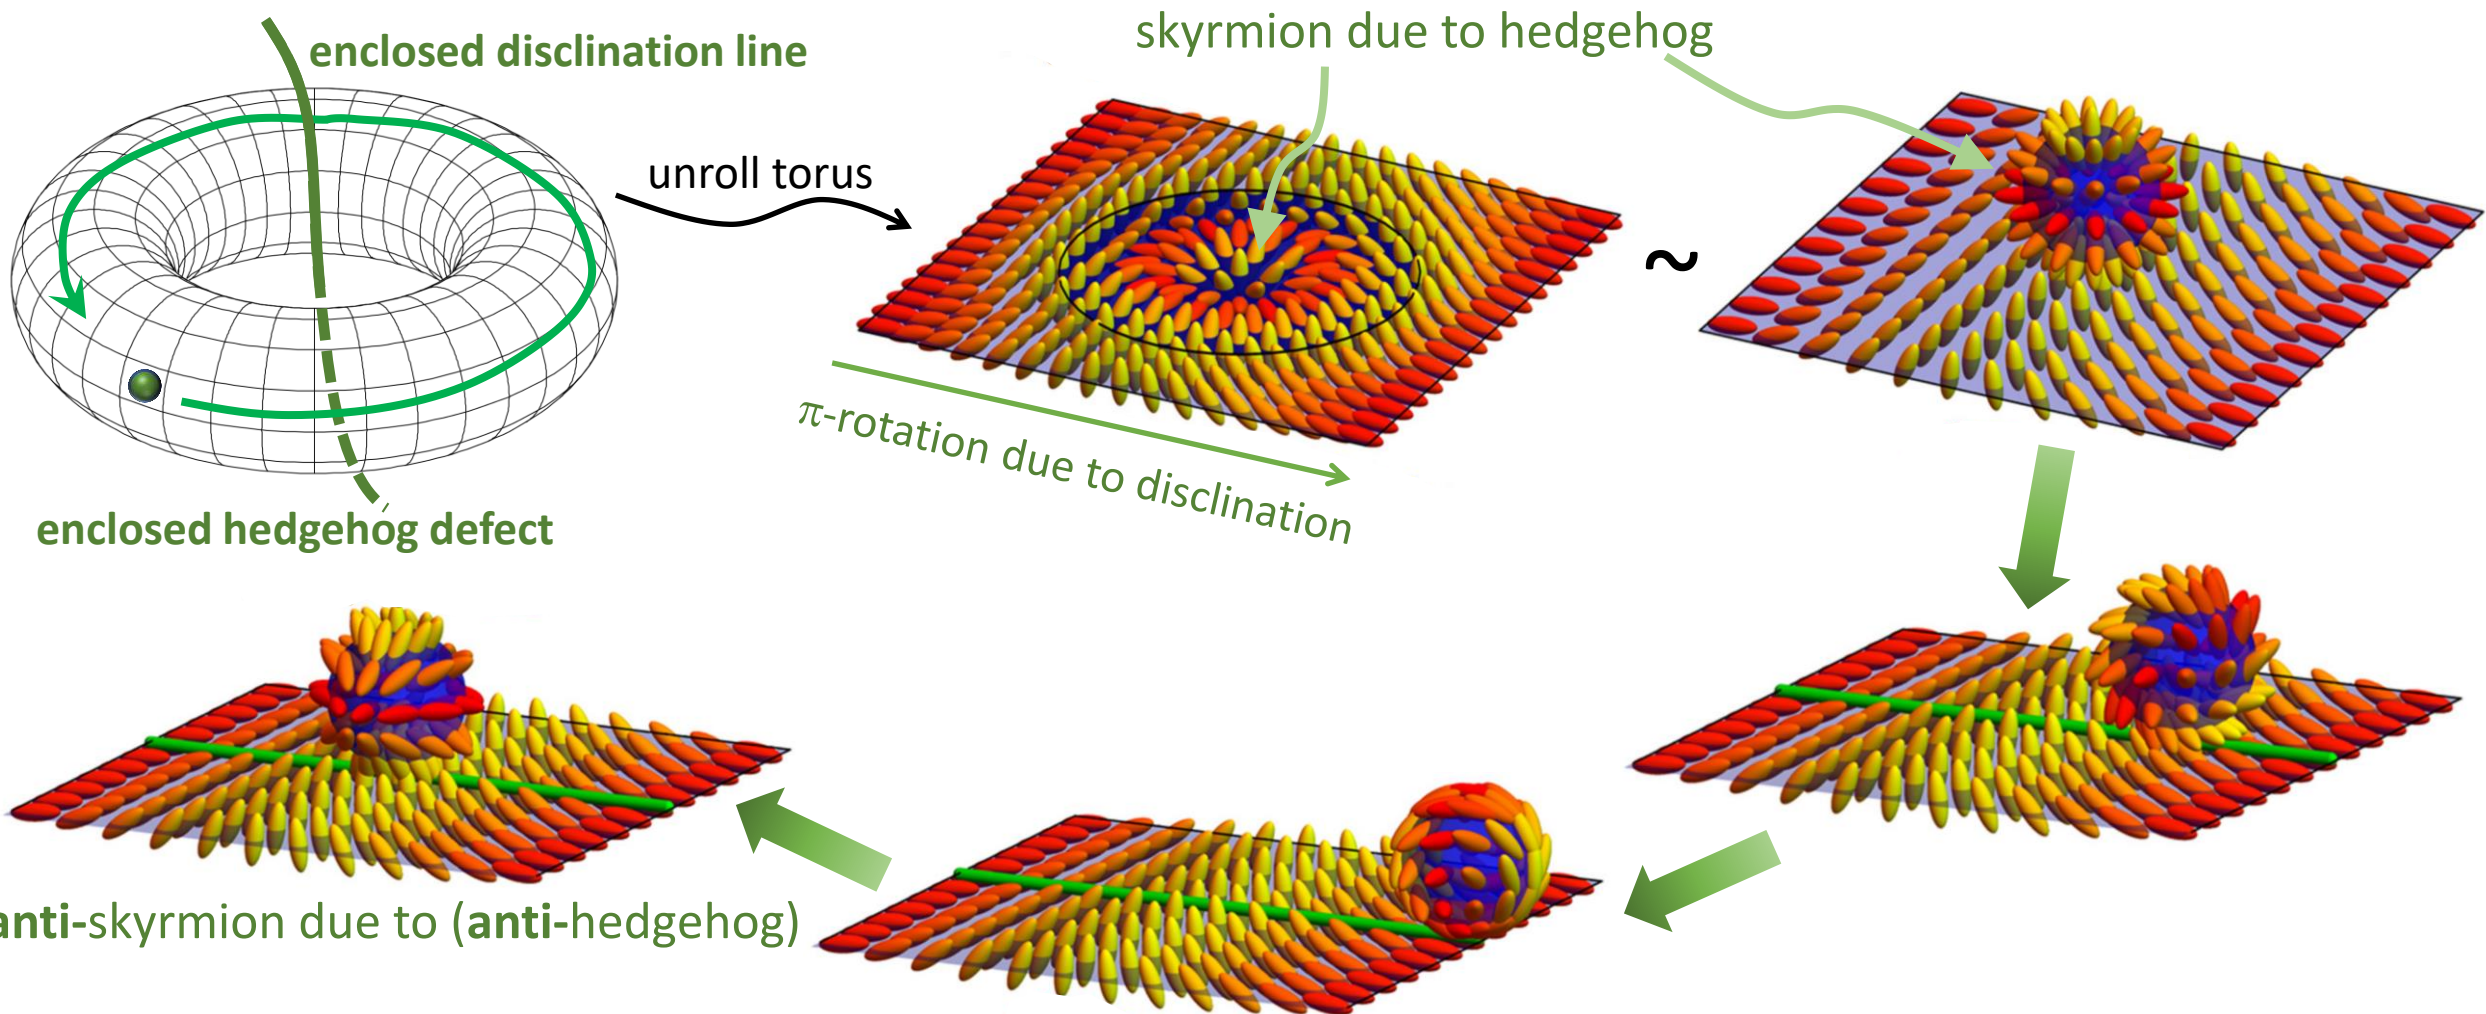 enclosed disclination line
skyrmion due to hedgehog
unroll torus
~
π-rotation due to disclination
enclosed hedgehog defect
anti-skyrmion due to (anti-hedgehog)